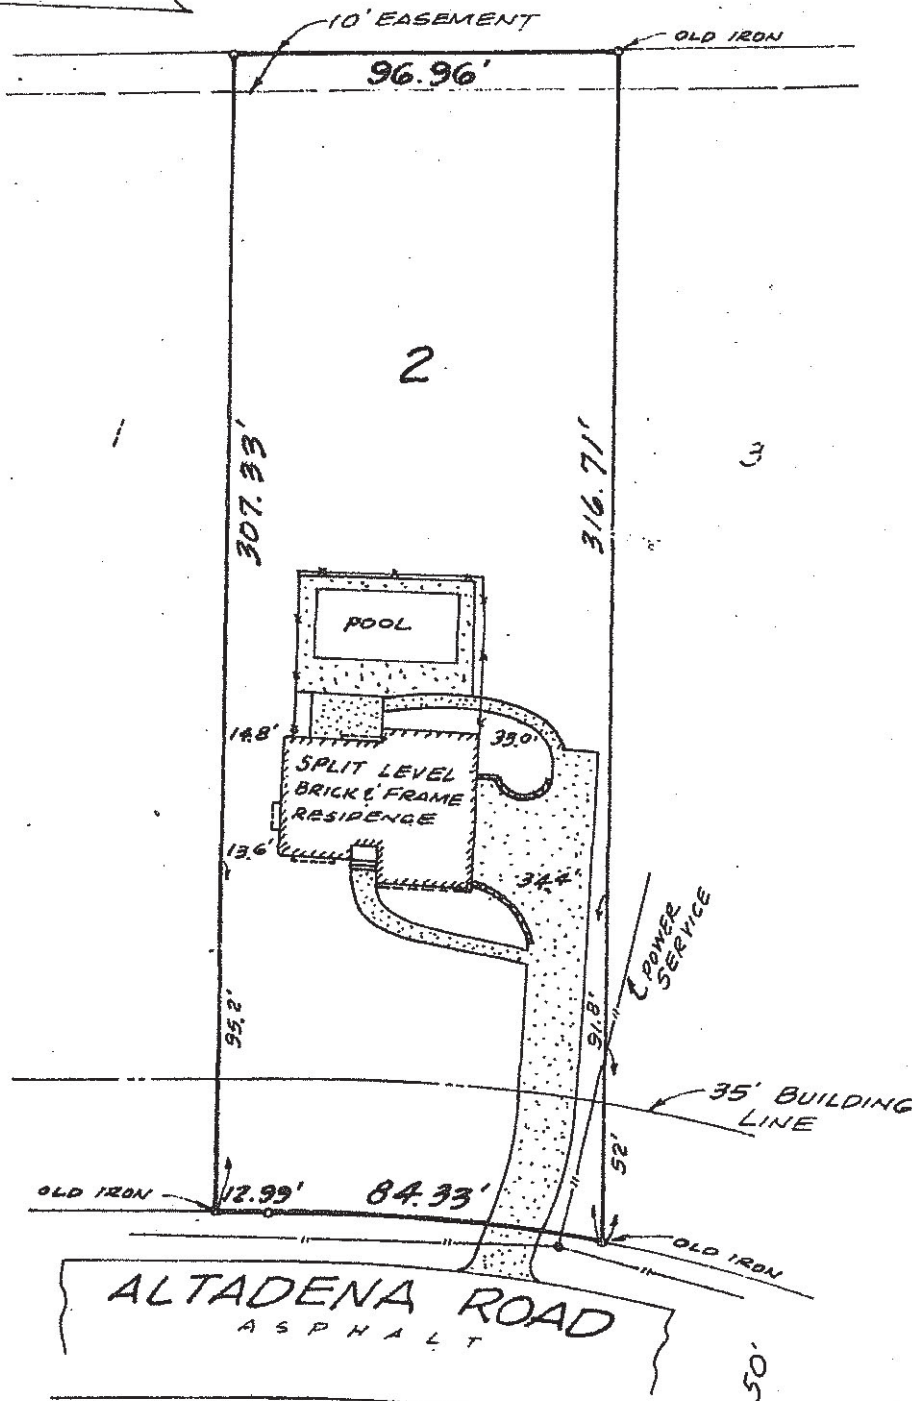 10' EASEMENT
OLD IRON
96.96'
2
1
3
307.33'
316.71'
POOL
14.8'
39.0'
SPLIT LEVEL
BRICK & FRAME
RESIDENCE
13.6'
34.4'
POWER
SERVICE
95.2'
91.8'
35' BUILDING
LINE
52'
OLD IRON
12.99'
84.33'
OLD IRON
ALTADENA ROAD
ASPHALT
50'